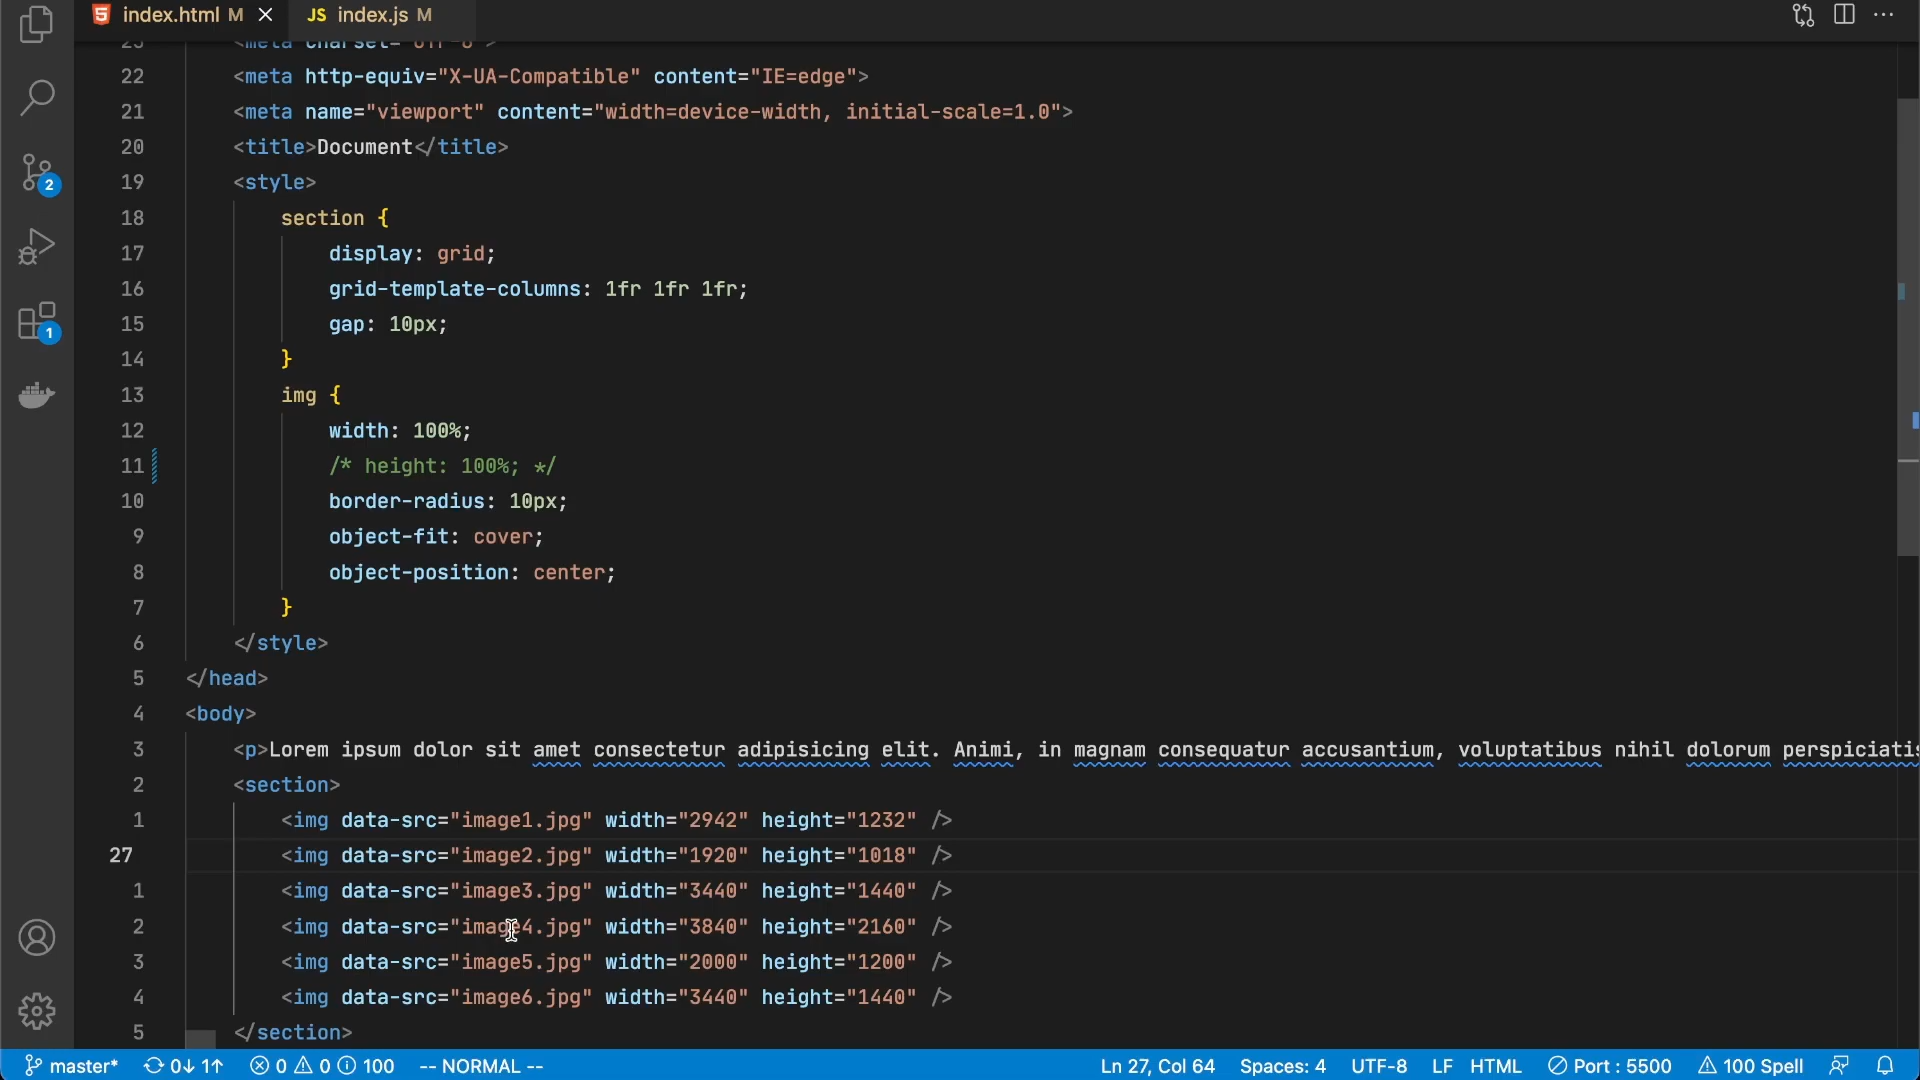 index.html M
JS index.js M
23 <meta charset="utf-8">
22 <meta http-equiv="X-UA-Compatible" content="IE=edge">
21 <meta name="viewport" content="width=device-width, initial-scale=1.0">
20 <title>Document</title>
19 <style>
18 section {
17 display: grid;
16 grid-template-columns: 1fr 1fr 1fr;
15 gap: 10px;
14 }
13 img {
12 width: 100%;
11 /* height: 100%; */
10 border-radius: 10px;
9 object-fit: cover;
8 object-position: center;
7 }
6 </style>
5 </head>
4 <body>
3 <p>Lorem ipsum dolor sit amet consectetur adipisicing elit. Animi, in magnam consequatur accusantium, voluptatibus nihil dolorum perspiciatis
2 <section>
1 <img data-src="image1.jpg" width="2942" height="1232" />
27 <img data-src="image2.jpg" width="1920" height="1018" />
1 <img data-src="image3.jpg" width="3440" height="1440" />
2 <img data-src="image4.jpg" width="3840" height="2160" />
3 <img data-src="image5.jpg" width="2000" height="1200" />
4 <img data-src="image6.jpg" width="3440" height="1440" />
5 </section>
2
1
master* 0↓ 1↑ 0 0 100 -- NORMAL -- Ln 27, Col 64 Spaces: 4 UTF-8 LF HTML Port : 5500 100 Spell